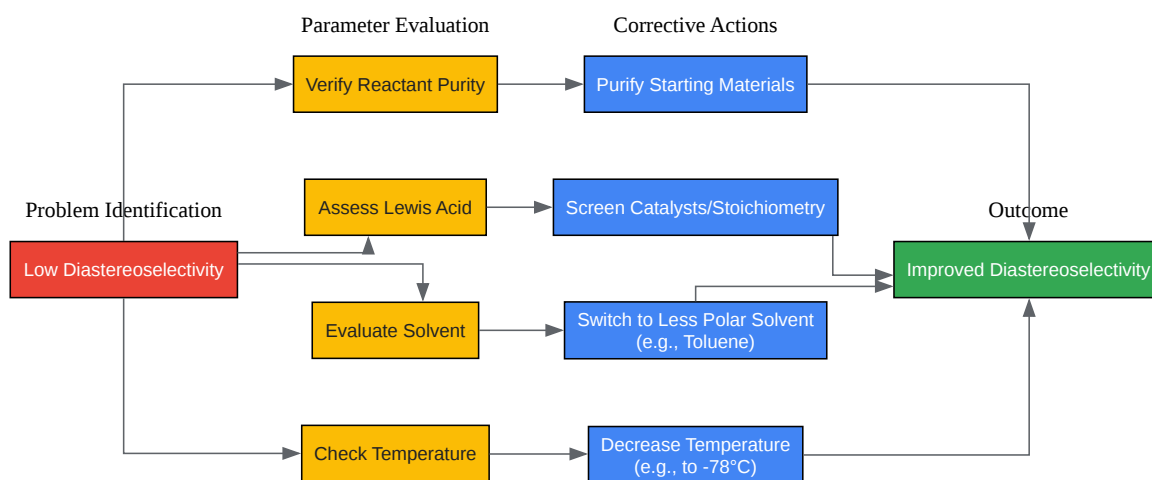 Parameter Evaluation
Corrective Actions
Verify Reactant Purity
Purify Starting Materials
Problem Identification
Assess Lewis Acid
Screen Catalysts/Stoichiometry
Outcome
Low Diastereoselectivity
Improved Diastereoselectivity
Evaluate Solvent
Switch to Less Polar Solvent
(e.g., Toluene)
Check Temperature
Decrease Temperature
(e.g., to -78°C)